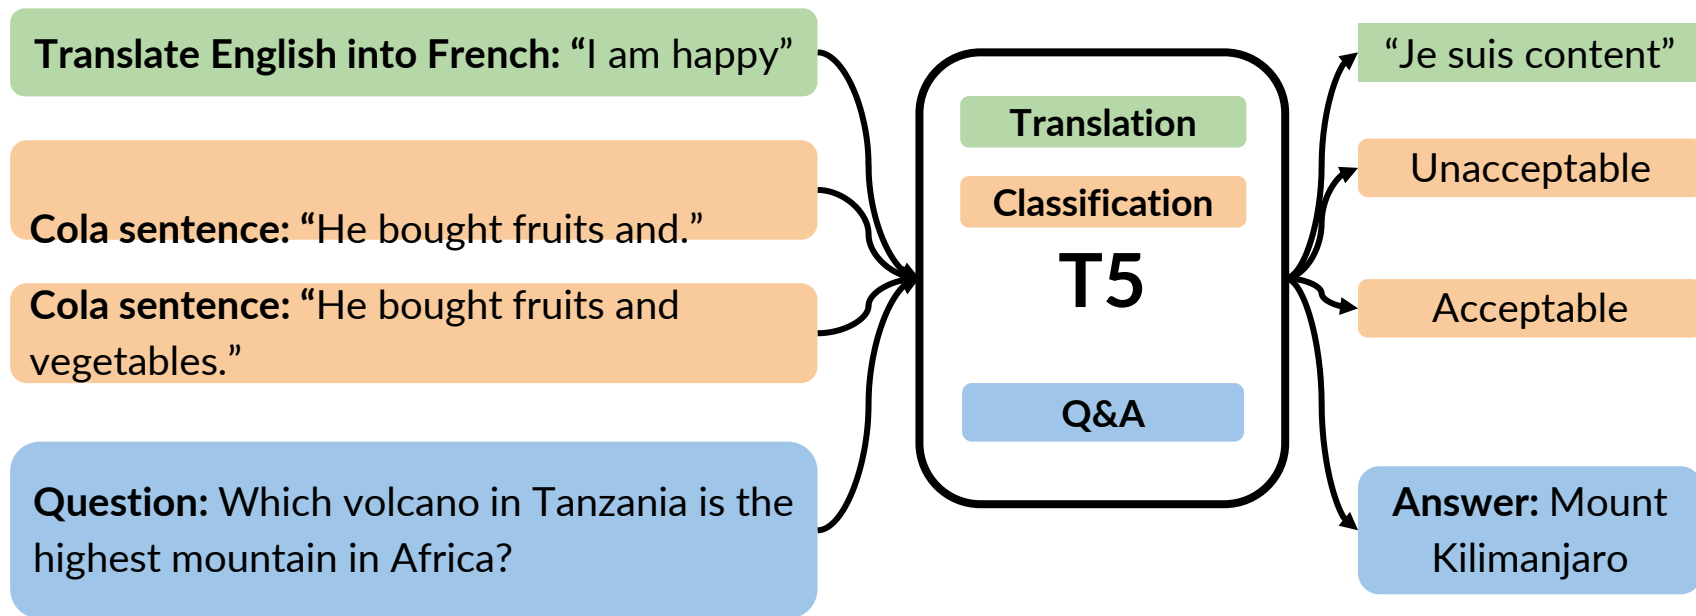 Translate English into French: “I am happy”
Cola sentence: “He bought fruits and.”
Cola sentence: “He bought fruits and
vegetables.”
Question: Which volcano in Tanzania is the
highest mountain in Africa?
Translation
Classification
T5
Q&A
“Je suis content”
Unacceptable
Acceptable
Answer: Mount
Kilimanjaro